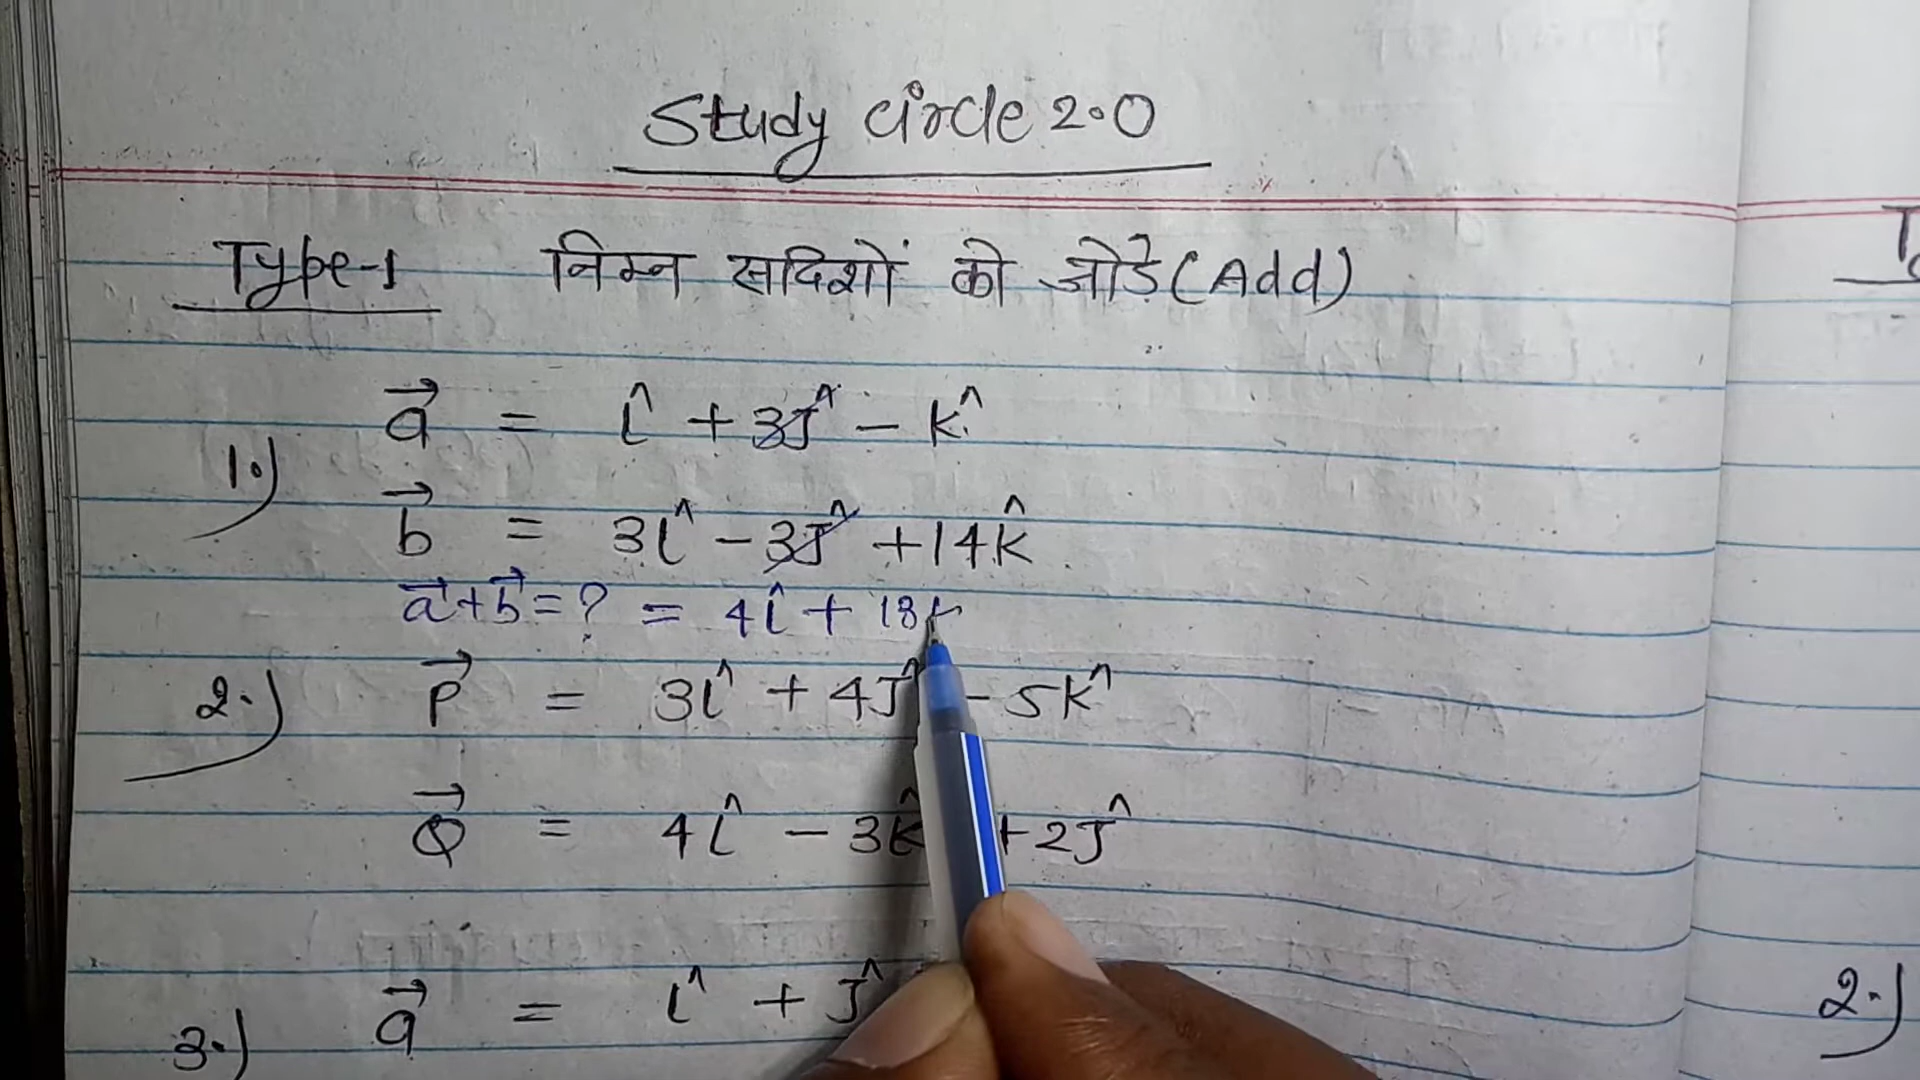 Study Circle 2.0
Type-1 निम्न सदिशों को जोड़े (Add)
1.) a⃗ = î + 3ĵ - k̂
b⃗ = 3î - 3ĵ + 14k̂
a⃗ + b⃗ = ? = 4î + 13
2.) P⃗ = 3î + 4ĵ - 5k̂
Q⃗ = 4î - 3k̂ + 2ĵ
3.) a⃗ = î + ĵ
2.)